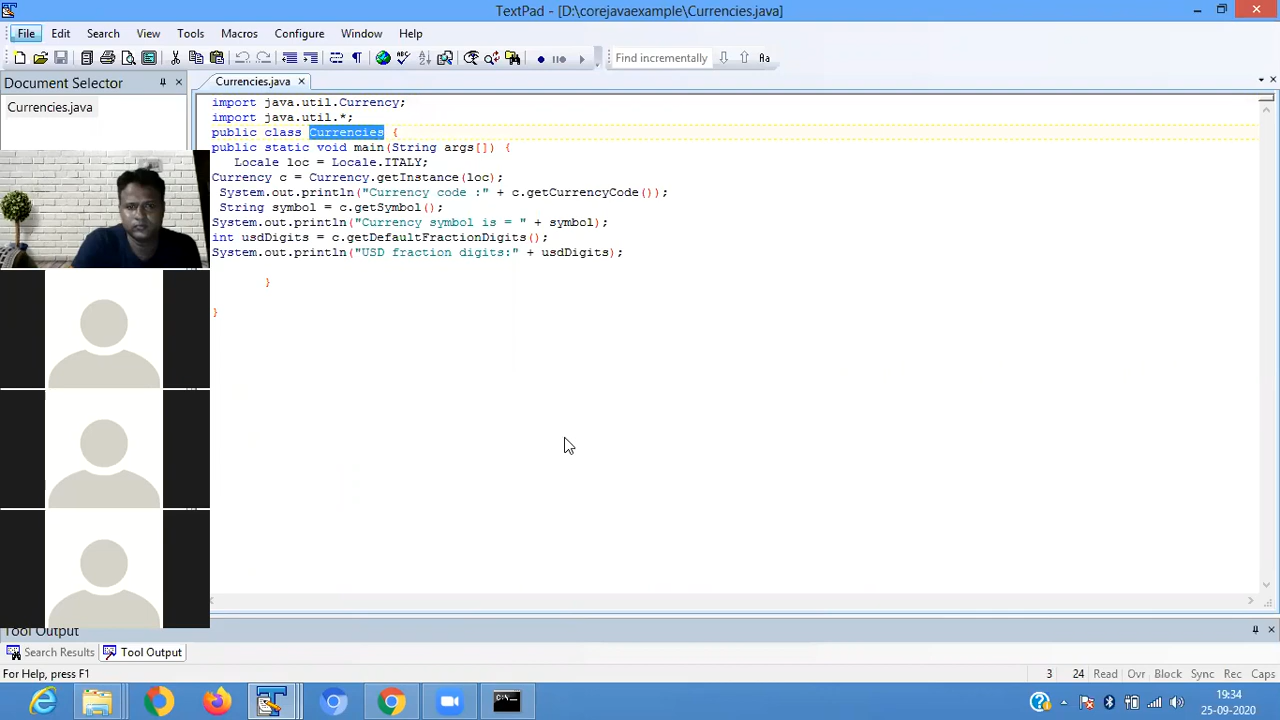 TextPad - [D:\corejavaexample\Currencies.java]
File Edit Search View Tools Macros Configure Window Help
Find incrementally
Document Selector
Currencies.java
Currencies.java
import java.util.Currency;
import java.util.*;
public class Currencies {
public static void main(String args[]) {
Locale loc = Locale.ITALY;
Currency c = Currency.getInstance(loc);
System.out.println("Currency code :" + c.getCurrencyCode());
String symbol = c.getSymbol();
System.out.println("Currency symbol is = " + symbol);
int usdDigits = c.getDefaultFractionDigits();
System.out.println("USD fraction digits:" + usdDigits);
}
}
Tool Output
Search Results Tool Output
For Help, press F1
3 24 Read Ovr Block Sync Rec Caps
19:34
25-09-2020